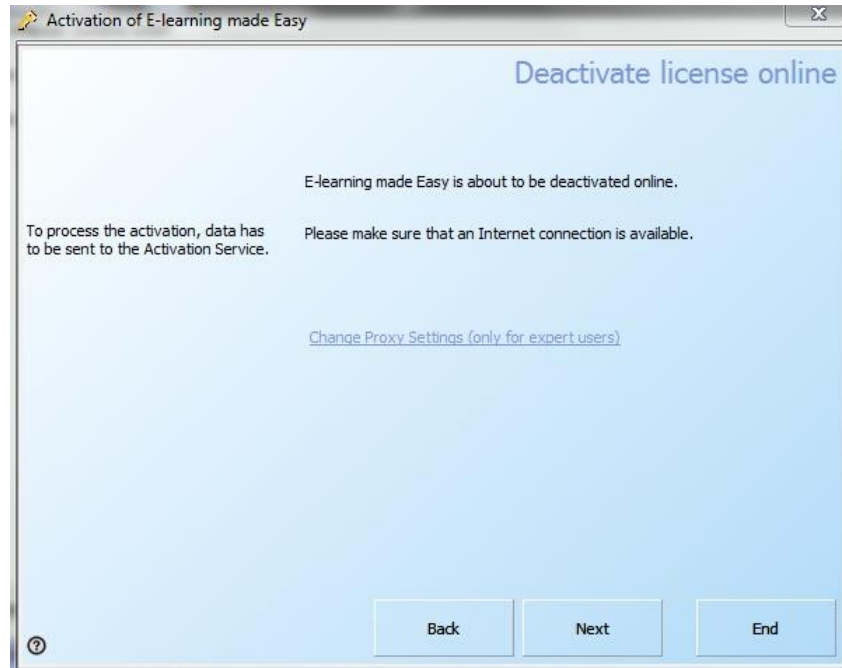 Activation of E-learning made Easy
Deactivate license online
E-learning made Easy is about to be deactivated online.
To process the activation, data has
to be sent to the Activation Service.
Please make sure that an Internet connection is available.
Change Proxy Settings (only for expert users)
Back
Next
End